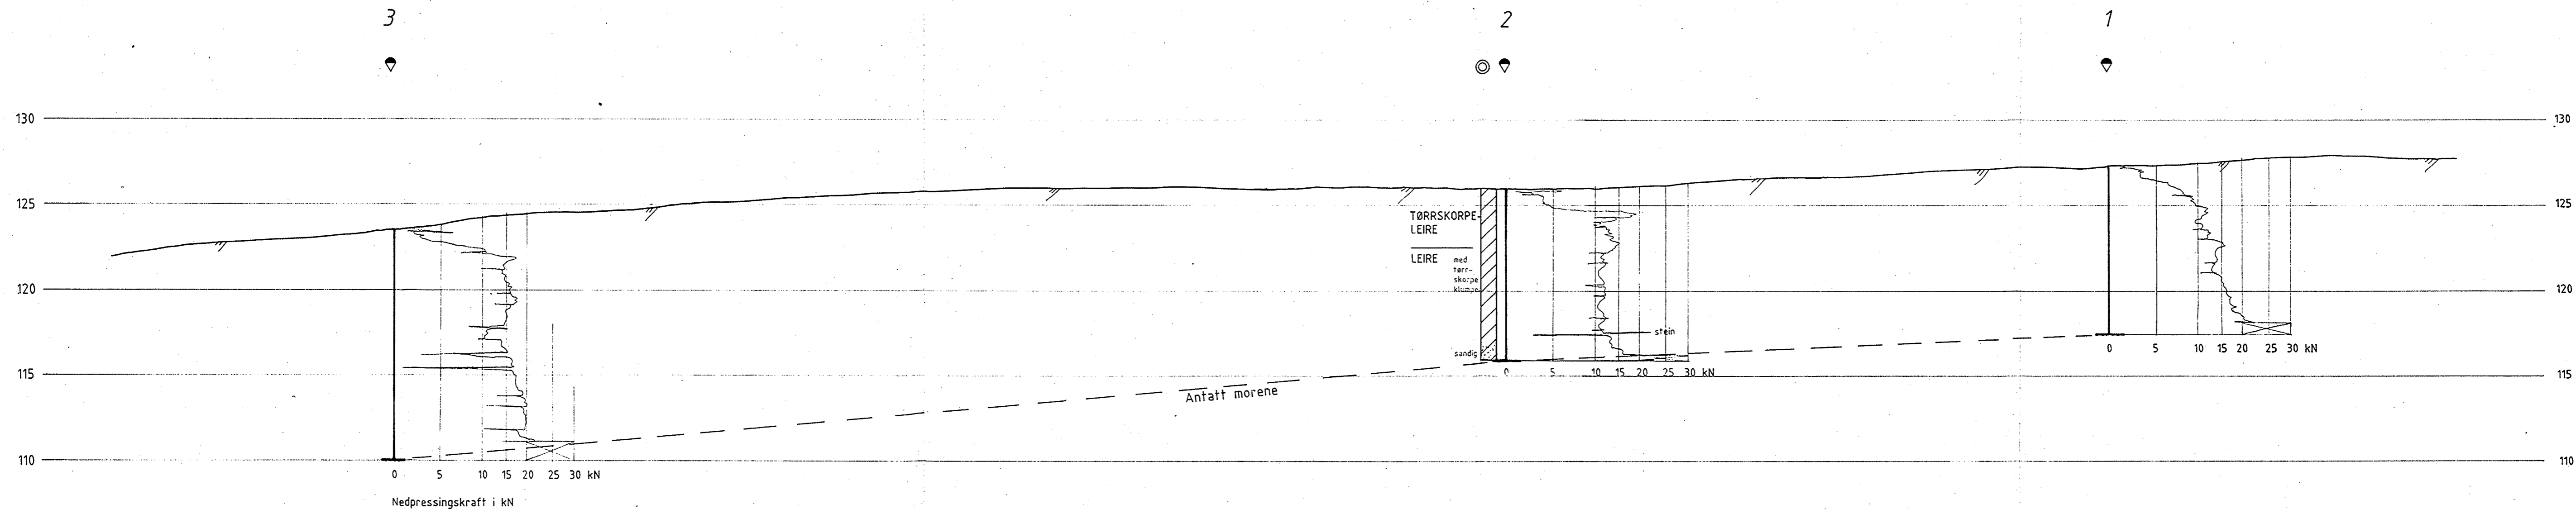 3
2
1
130
130
125
125
TØRRSKORPE-
LEIRE
LEIRE
med
tørr-
skorpe
klumper
120
120
stein
sandig
0 5 10 15 20 25 30 kN
0 5 10 15 20 25 30 kN
115
115
Antatt morene
110
110
0 5 10 15 20 25 30 kN
Nedpressingskraft i kN